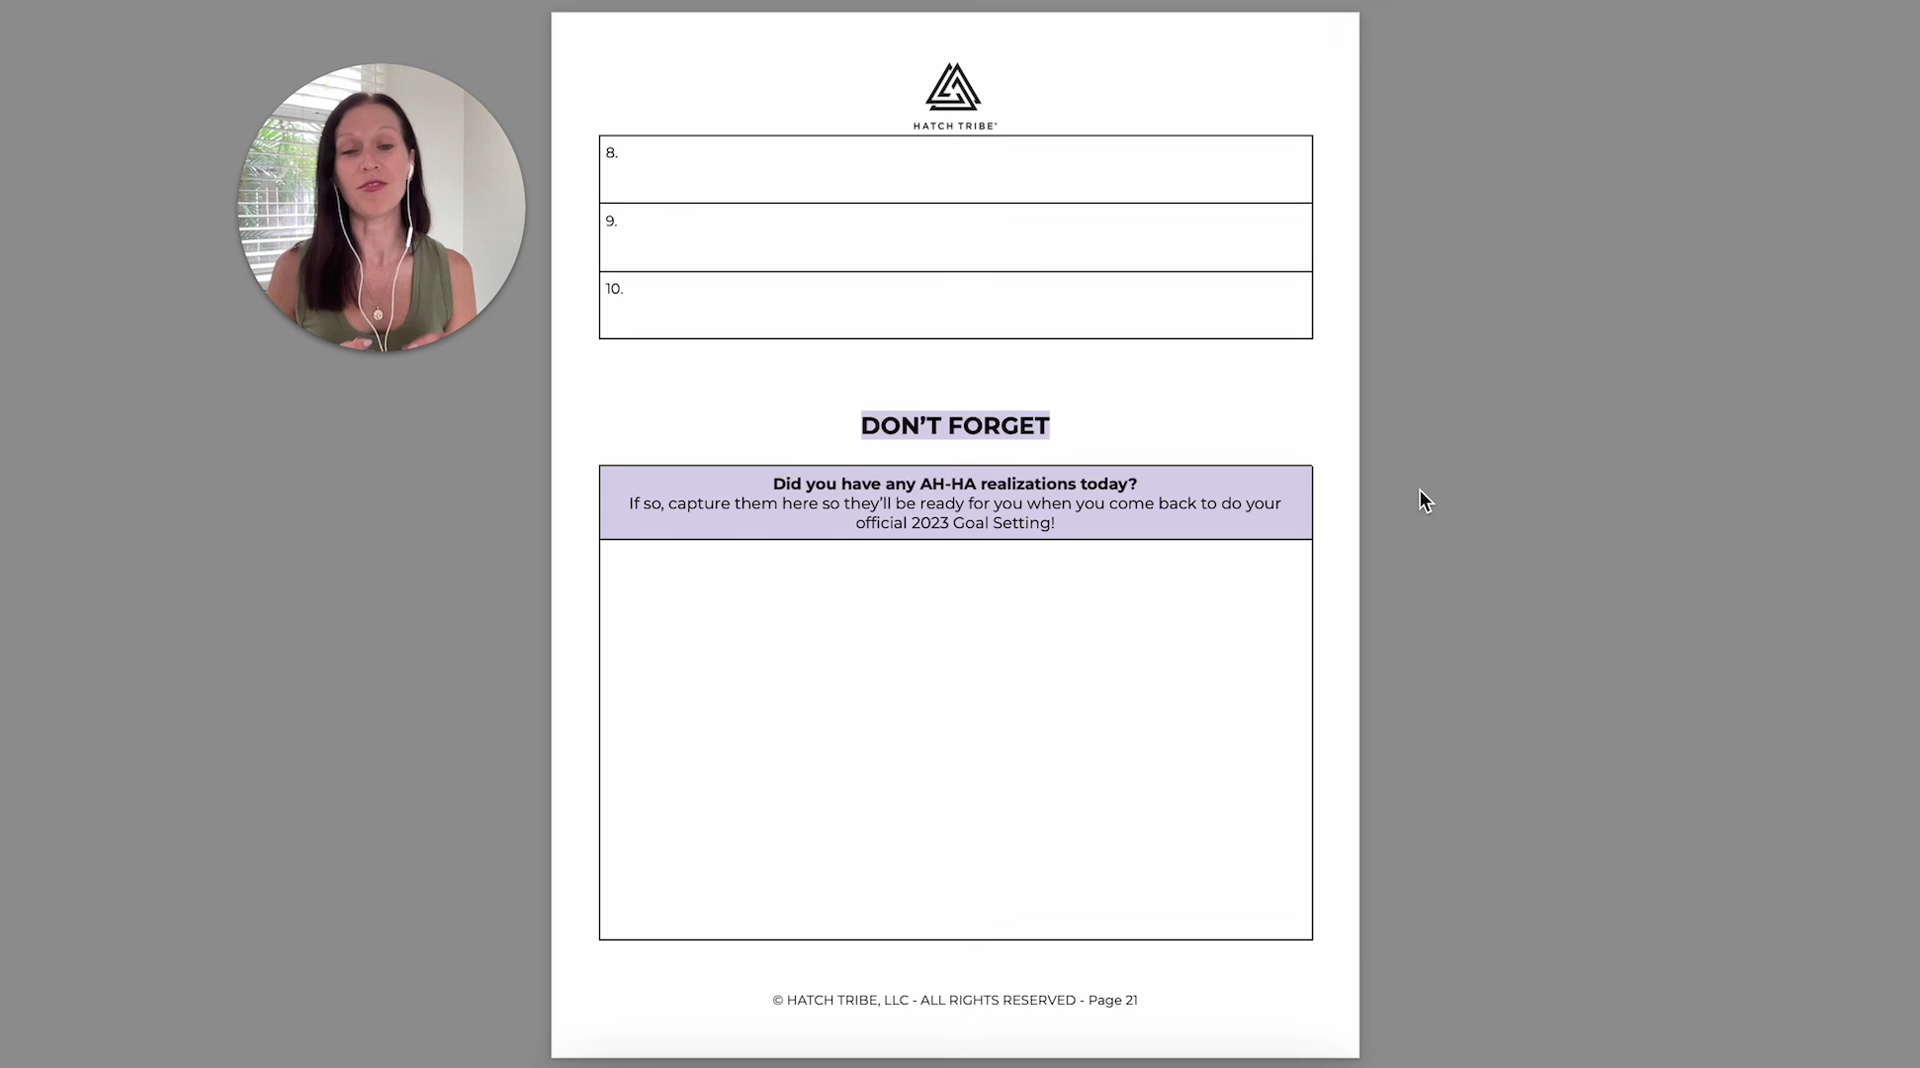 HATCH TRIBE®
8.
9.
10.
DON’T FORGET
Did you have any AH-HA realizations today?
If so, capture them here so they’ll be ready for you when you come back to do your
official 2023 Goal Setting!
© HATCH TRIBE, LLC - ALL RIGHTS RESERVED - Page 21